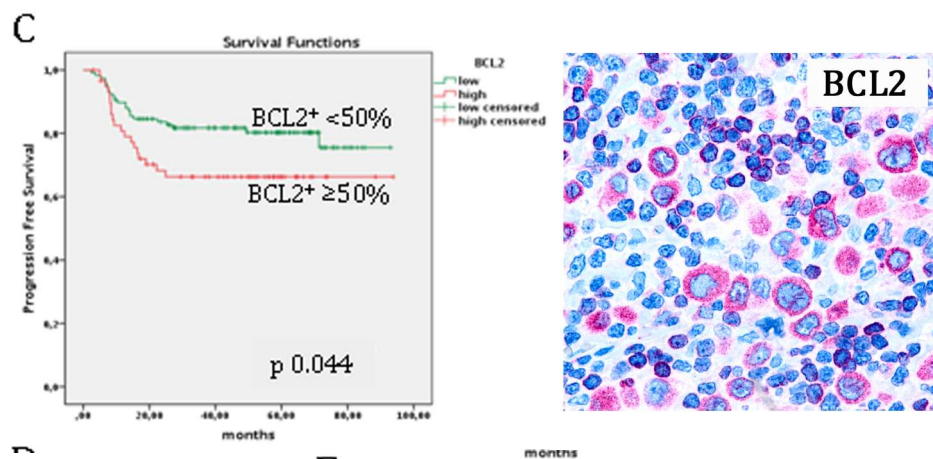 C
Survival Functions
BCL2
low
high
low censored
high censored
1,0
0,8
0,6
0,4
0,2
0,0
Progression Free Survival
BCL2+ <50%
BCL2+ ≥50%
p 0.044
,00
20,00
40,00
60,00
80,00
100,00
months
BCL2
months